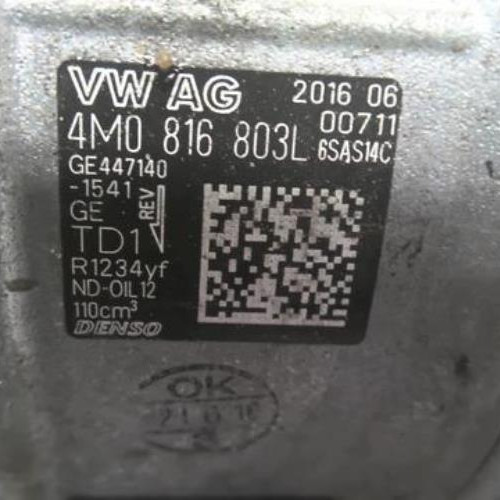 VW AG 2016 06
00711
4M0 816 803L 6SAS14C
GE447140
-1541
GE REV
TD1
R1234yf
ND-OIL12
110cm³
DENSO
OK